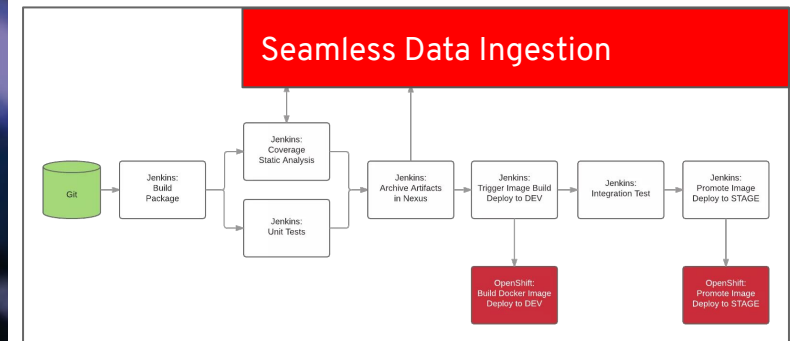 Seamless Data Ingestion
Git
Jenkins:
Build
Package
Jenkins:
Coverage
Static Analysis
Jenkins:
Unit Tests
Jenkins:
Archive Artifacts
in Nexus
Jenkins:
Trigger Image Build
Deploy to DEV
Jenkins:
Integration Test
Jenkins:
Promote Image
Deploy to STAGE
OpenShift:
Build Docker Image
Deploy to DEV
OpenShift:
Promote Image
Deploy to STAGE